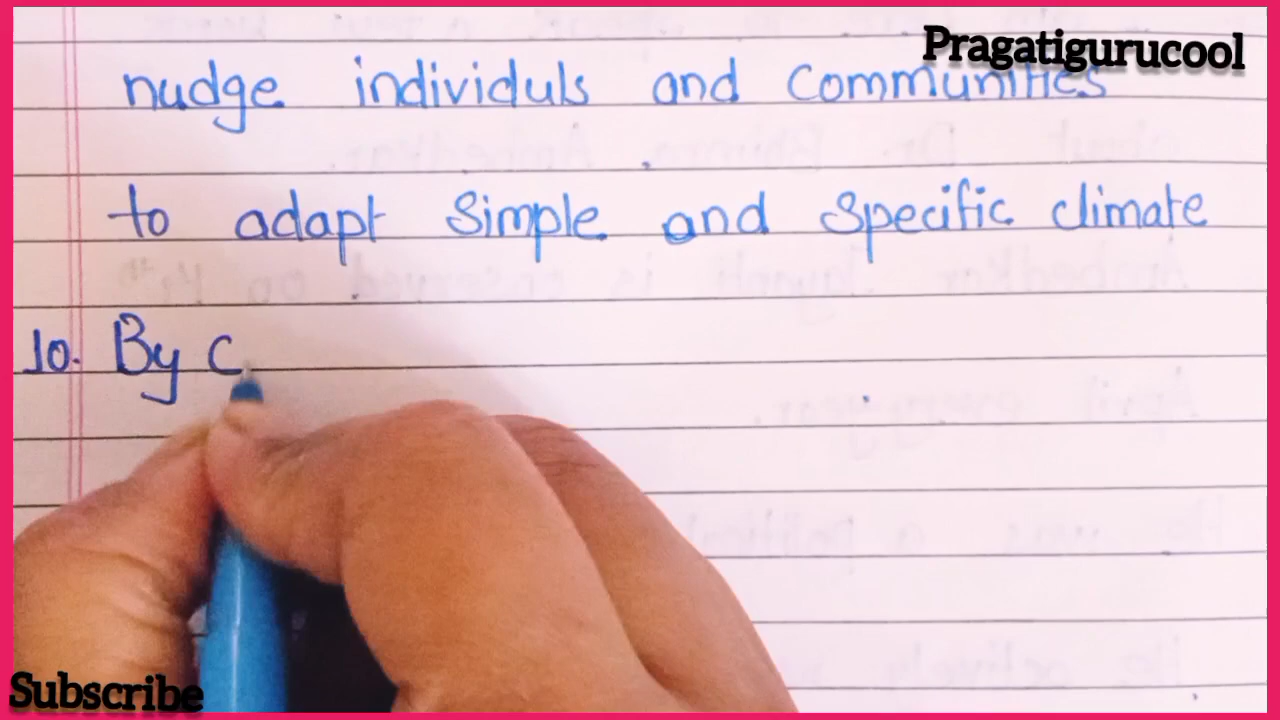 Pragatigurucool
nudge individuls and Communities
to adapt Simple and Specific climate
10. By C
Subscribe